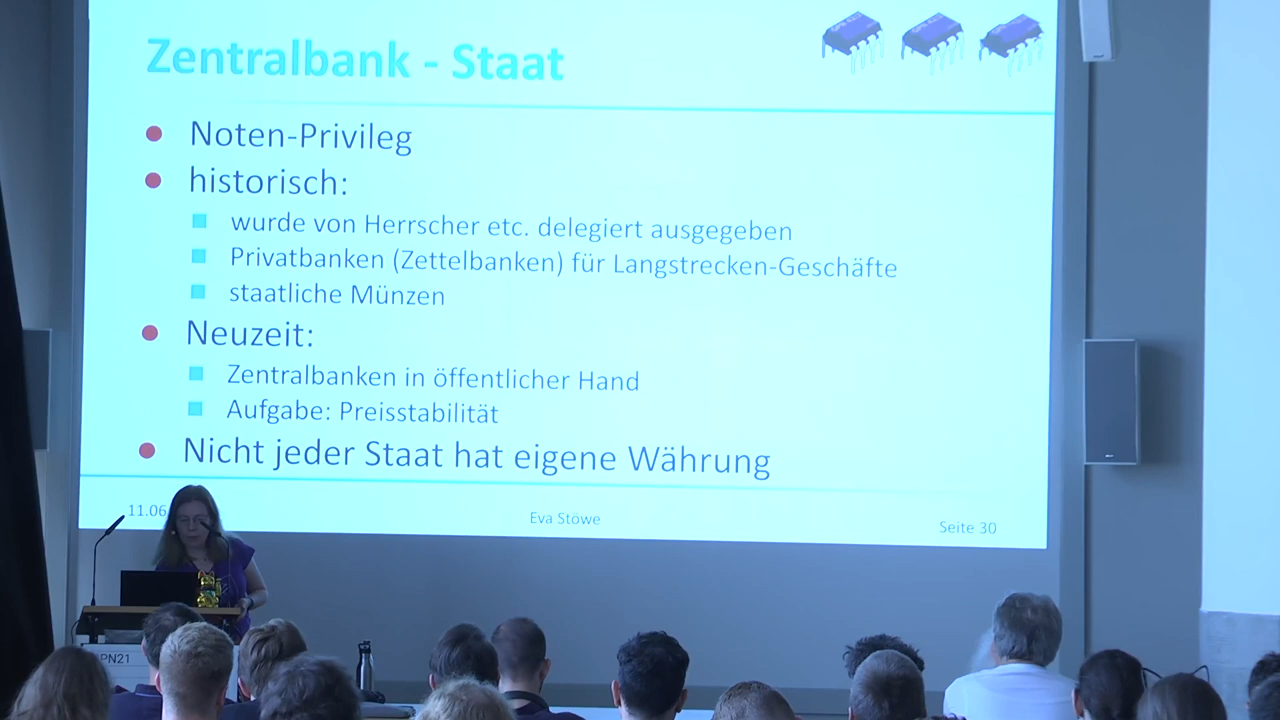 Zentralbank - Staat
Noten-Privileg
historisch:
wurde von Herrscher etc. delegiert ausgegeben
Privatbanken (Zettelbanken) für Langstrecken-Geschäfte
staatliche Münzen
Neuzeit:
Zentralbanken in öffentlicher Hand
Aufgabe: Preisstabilität
Nicht jeder Staat hat eigene Währung
11.06
Eva Stöwe
Seite 30
PN21